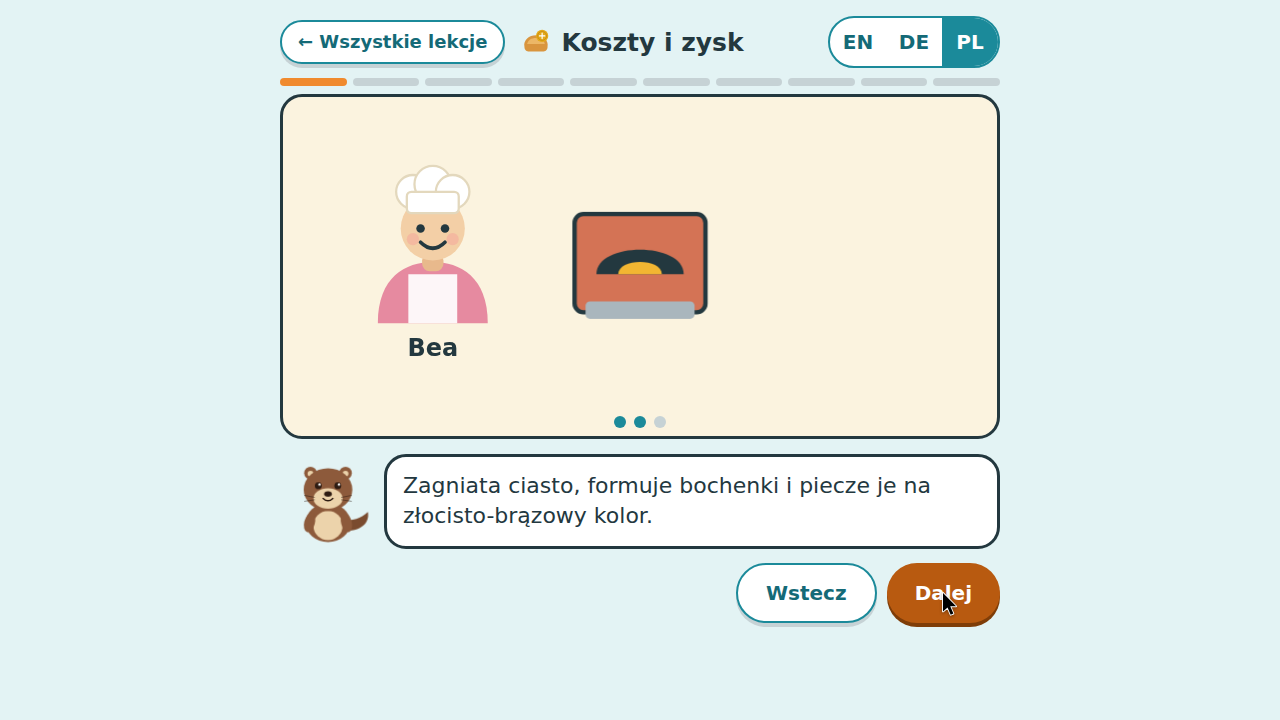 ← Wszystkie lekcje
Koszty i zysk
EN DE PL
Bea
Zagniata ciasto, formuje bochenki i piecze je na
złocisto-brązowy kolor.
Wstecz
Dalej